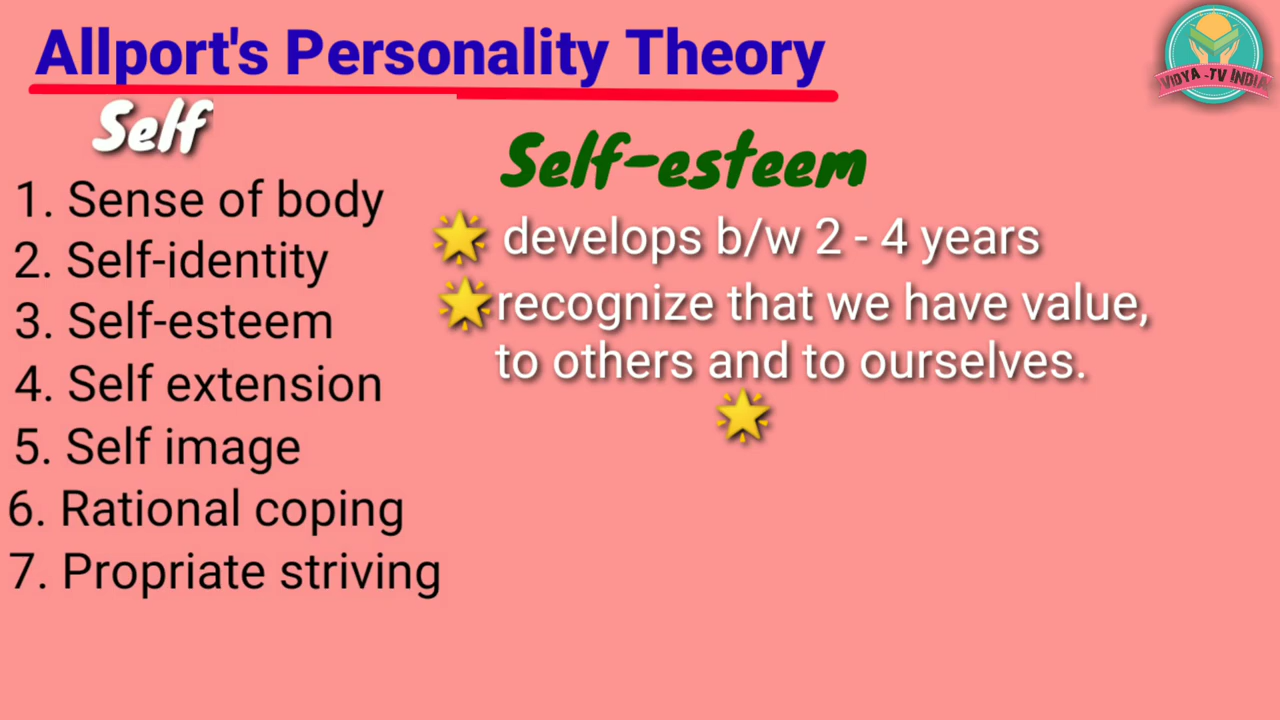 Allport's Personality Theory
VIDYA-TV INDIA
Self
1. Sense of body
2. Self-identity
3. Self-esteem
4. Self extension
5. Self image
6. Rational coping
7. Propriate striving
Self-esteem
🌟 develops b/w 2 - 4 years
🌟recognize that we have value,
to others and to ourselves.
🌟